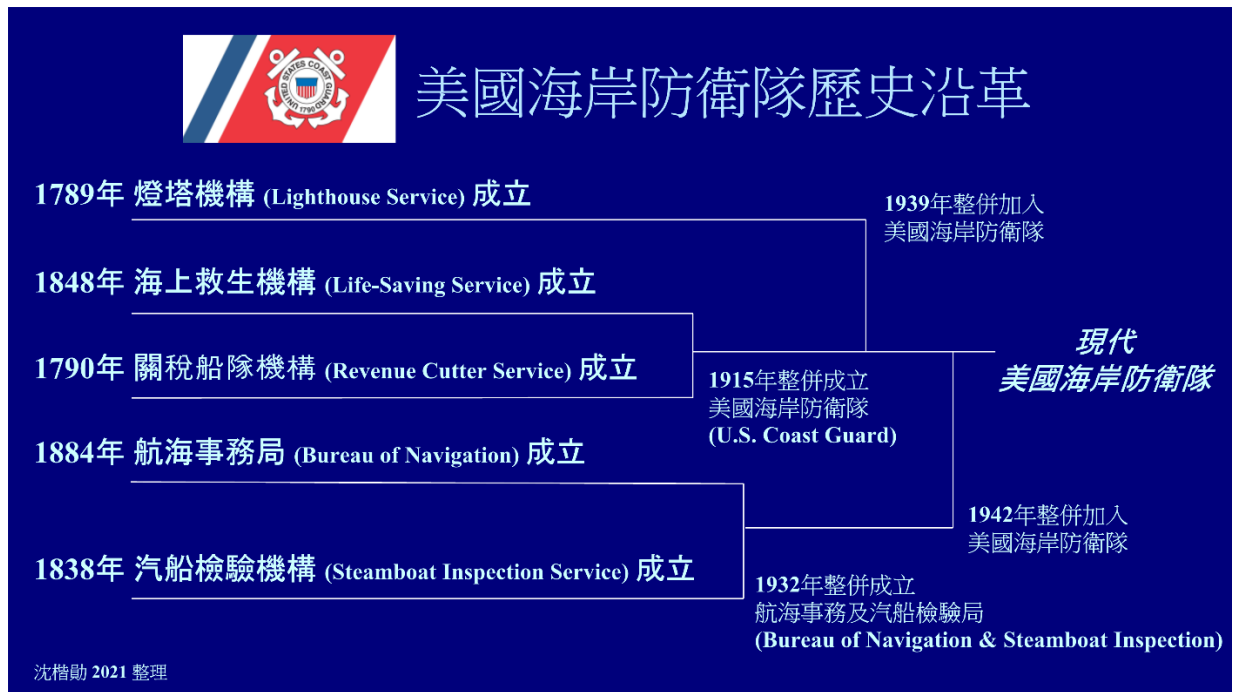 美國海岸防衛隊歷史沿革
UNITED STATES COAST GUARD
1790
1789年 燈塔機構 (Lighthouse Service) 成立
1939年整併加入
美國海岸防衛隊
1848年 海上救生機構 (Life-Saving Service) 成立
1790年 關稅船隊機構 (Revenue Cutter Service) 成立
現代
美國海岸防衛隊
1915年整併成立
美國海岸防衛隊
(U.S. Coast Guard)
1884年 航海事務局 (Bureau of Navigation) 成立
1942年整併加入
美國海岸防衛隊
1838年 汽船檢驗機構 (Steamboat Inspection Service) 成立
1932年整併成立
航海事務及汽船檢驗局
(Bureau of Navigation & Steamboat Inspection)
沈楷勛 2021 整理